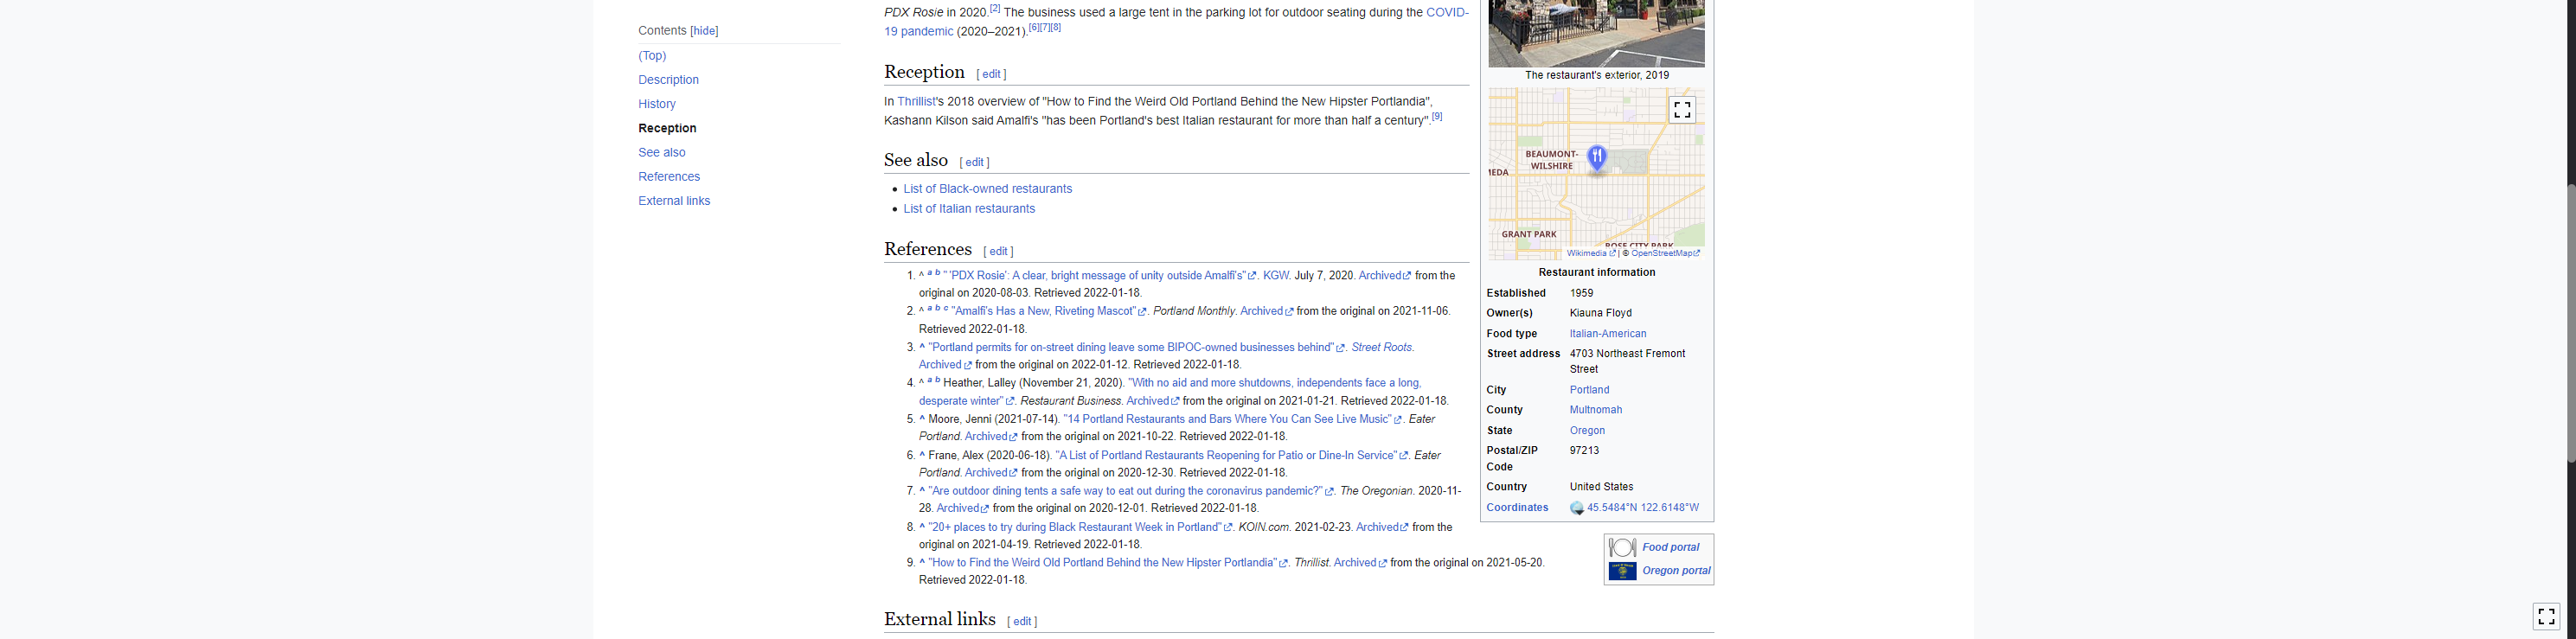 Contents [hide]
(Top)
Description
History
Reception
See also
References
External links
PDX Rosie in 2020.[2] The business used a large tent in the parking lot for outdoor seating during the COVID-
19 pandemic (2020–2021).[6][7][8]
Reception [ edit ]
In Thrillist's 2018 overview of "How to Find the Weird Old Portland Behind the New Hipster Portlandia",
Kashann Kilson said Amalfi's "has been Portland's best Italian restaurant for more than half a century".[9]
See also [ edit ]
• List of Black-owned restaurants
• List of Italian restaurants
References [ edit ]
1. ^ a b " 'PDX Rosie': A clear, bright message of unity outside Amalfi's". KGW. July 7, 2020. Archived from the
original on 2020-08-03. Retrieved 2022-01-18.
2. ^ a b c "Amalfi's Has a New, Riveting Mascot". Portland Monthly. Archived from the original on 2021-11-06.
Retrieved 2022-01-18.
3. ^ "Portland permits for on-street dining leave some BIPOC-owned businesses behind". Street Roots.
Archived from the original on 2022-01-12. Retrieved 2022-01-18.
4. ^ a b Heather, Lalley (November 21, 2020). "With no aid and more shutdowns, independents face a long,
desperate winter". Restaurant Business. Archived from the original on 2021-01-21. Retrieved 2022-01-18.
5. ^ Moore, Jenni (2021-07-14). "14 Portland Restaurants and Bars Where You Can See Live Music". Eater
Portland. Archived from the original on 2021-10-22. Retrieved 2022-01-18.
6. ^ Frane, Alex (2020-06-18). "A List of Portland Restaurants Reopening for Patio or Dine-In Service". Eater
Portland. Archived from the original on 2020-12-30. Retrieved 2022-01-18.
7. ^ "Are outdoor dining tents a safe way to eat out during the coronavirus pandemic?". The Oregonian. 2020-11-
28. Archived from the original on 2020-12-01. Retrieved 2022-01-18.
8. ^ "20+ places to try during Black Restaurant Week in Portland". KOIN.com. 2021-02-23. Archived from the
original on 2021-04-19. Retrieved 2022-01-18.
9. ^ "How to Find the Weird Old Portland Behind the New Hipster Portlandia". Thrillist. Archived from the original on 2021-05-20.
Retrieved 2022-01-18.
External links [ edit ]
The restaurant's exterior, 2019
BEAUMONT-
WILSHIRE
MEDA
GRANT PARK
ROSE CITY PARK
Wikimedia | © OpenStreetMap
Restaurant information
Established 1959
Owner(s) Kiauna Floyd
Food type Italian-American
Street address 4703 Northeast Fremont
Street
City Portland
County Multnomah
State Oregon
Postal/ZIP 97213
Code
Country United States
Coordinates 45.5484°N 122.6148°W
Food portal
Oregon portal